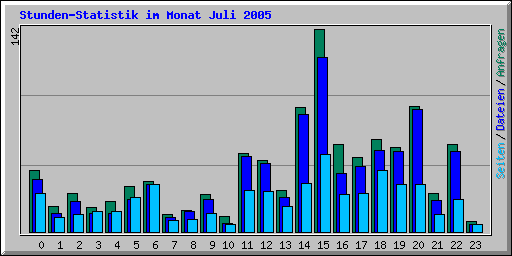 Stunden-Statistik im Monat Juli 2005
142
Seiten / Dateien / Anfragen
0 1 2 3 4 5 6 7 8 9 10 11 12 13 14 15 16 17 18 19 20 21 22 23